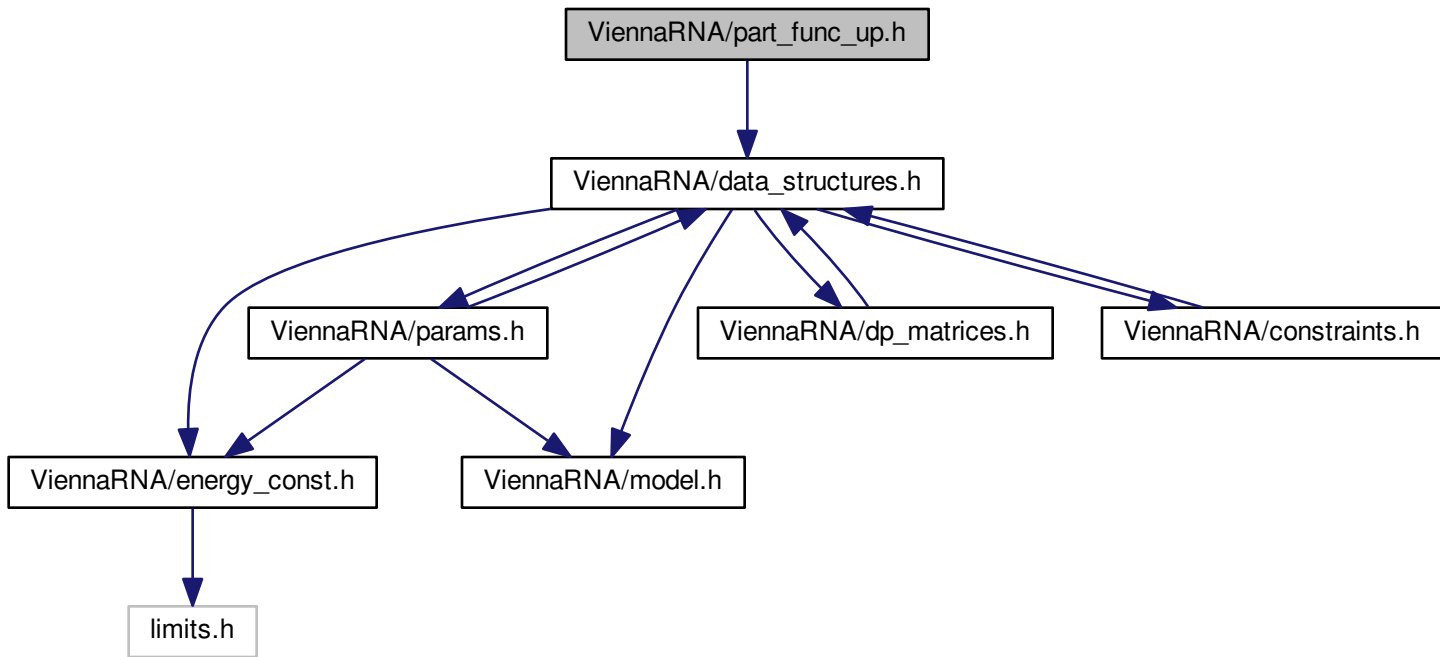 ViennaRNA/part_func_up.h
ViennaRNA/data_structures.h
ViennaRNA/params.h
ViennaRNA/dp_matrices.h
ViennaRNA/constraints.h
ViennaRNA/energy_const.h
ViennaRNA/model.h
limits.h